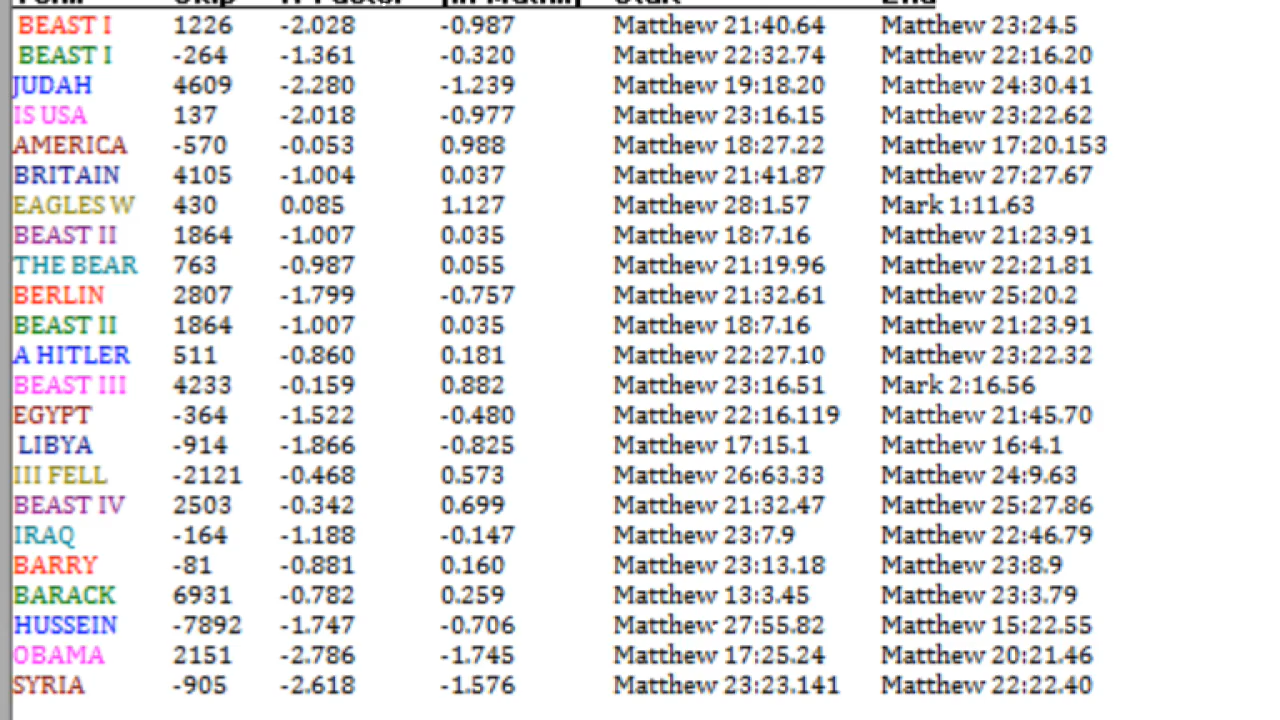 Term Skip R Factor (in Matrix) Start End
BEAST I 1226 -2.028 -0.987 Matthew 21:40.64 Matthew 23:24.5
BEAST I -264 -1.361 -0.320 Matthew 22:32.74 Matthew 22:16.20
JUDAH 4609 -2.280 -1.239 Matthew 19:18.20 Matthew 24:30.41
IS USA 137 -2.018 -0.977 Matthew 23:16.15 Matthew 23:22.62
AMERICA -570 -0.053 0.988 Matthew 18:27.22 Matthew 17:20.153
BRITAIN 4105 -1.004 0.037 Matthew 21:41.87 Matthew 27:27.67
EAGLES W 430 0.085 1.127 Matthew 28:1.57 Mark 1:11.63
BEAST II 1864 -1.007 0.035 Matthew 18:7.16 Matthew 21:23.91
THE BEAR 763 -0.987 0.055 Matthew 21:19.96 Matthew 22:21.81
BERLIN 2807 -1.799 -0.757 Matthew 21:32.61 Matthew 25:20.2
BEAST II 1864 -1.007 0.035 Matthew 18:7.16 Matthew 21:23.91
A HITLER 511 -0.860 0.181 Matthew 22:27.10 Matthew 23:22.32
BEAST III 4233 -0.159 0.882 Matthew 23:16.51 Mark 2:16.56
EGYPT -364 -1.522 -0.480 Matthew 22:16.119 Matthew 21:45.70
LIBYA -914 -1.866 -0.825 Matthew 17:15.1 Matthew 16:4.1
III FELL -2121 -0.468 0.573 Matthew 26:63.33 Matthew 24:9.63
BEAST IV 2503 -0.342 0.699 Matthew 21:32.47 Matthew 25:27.86
IRAQ -164 -1.188 -0.147 Matthew 23:7.9 Matthew 22:46.79
BARRY -81 -0.881 0.160 Matthew 23:13.18 Matthew 23:8.9
BARACK 6931 -0.782 0.259 Matthew 13:3.45 Matthew 23:3.79
HUSSEIN -7892 -1.747 -0.706 Matthew 27:55.82 Matthew 15:22.55
OBAMA 2151 -2.786 -1.745 Matthew 17:25.24 Matthew 20:21.46
SYRIA -905 -2.618 -1.576 Matthew 23:23.141 Matthew 22:22.40